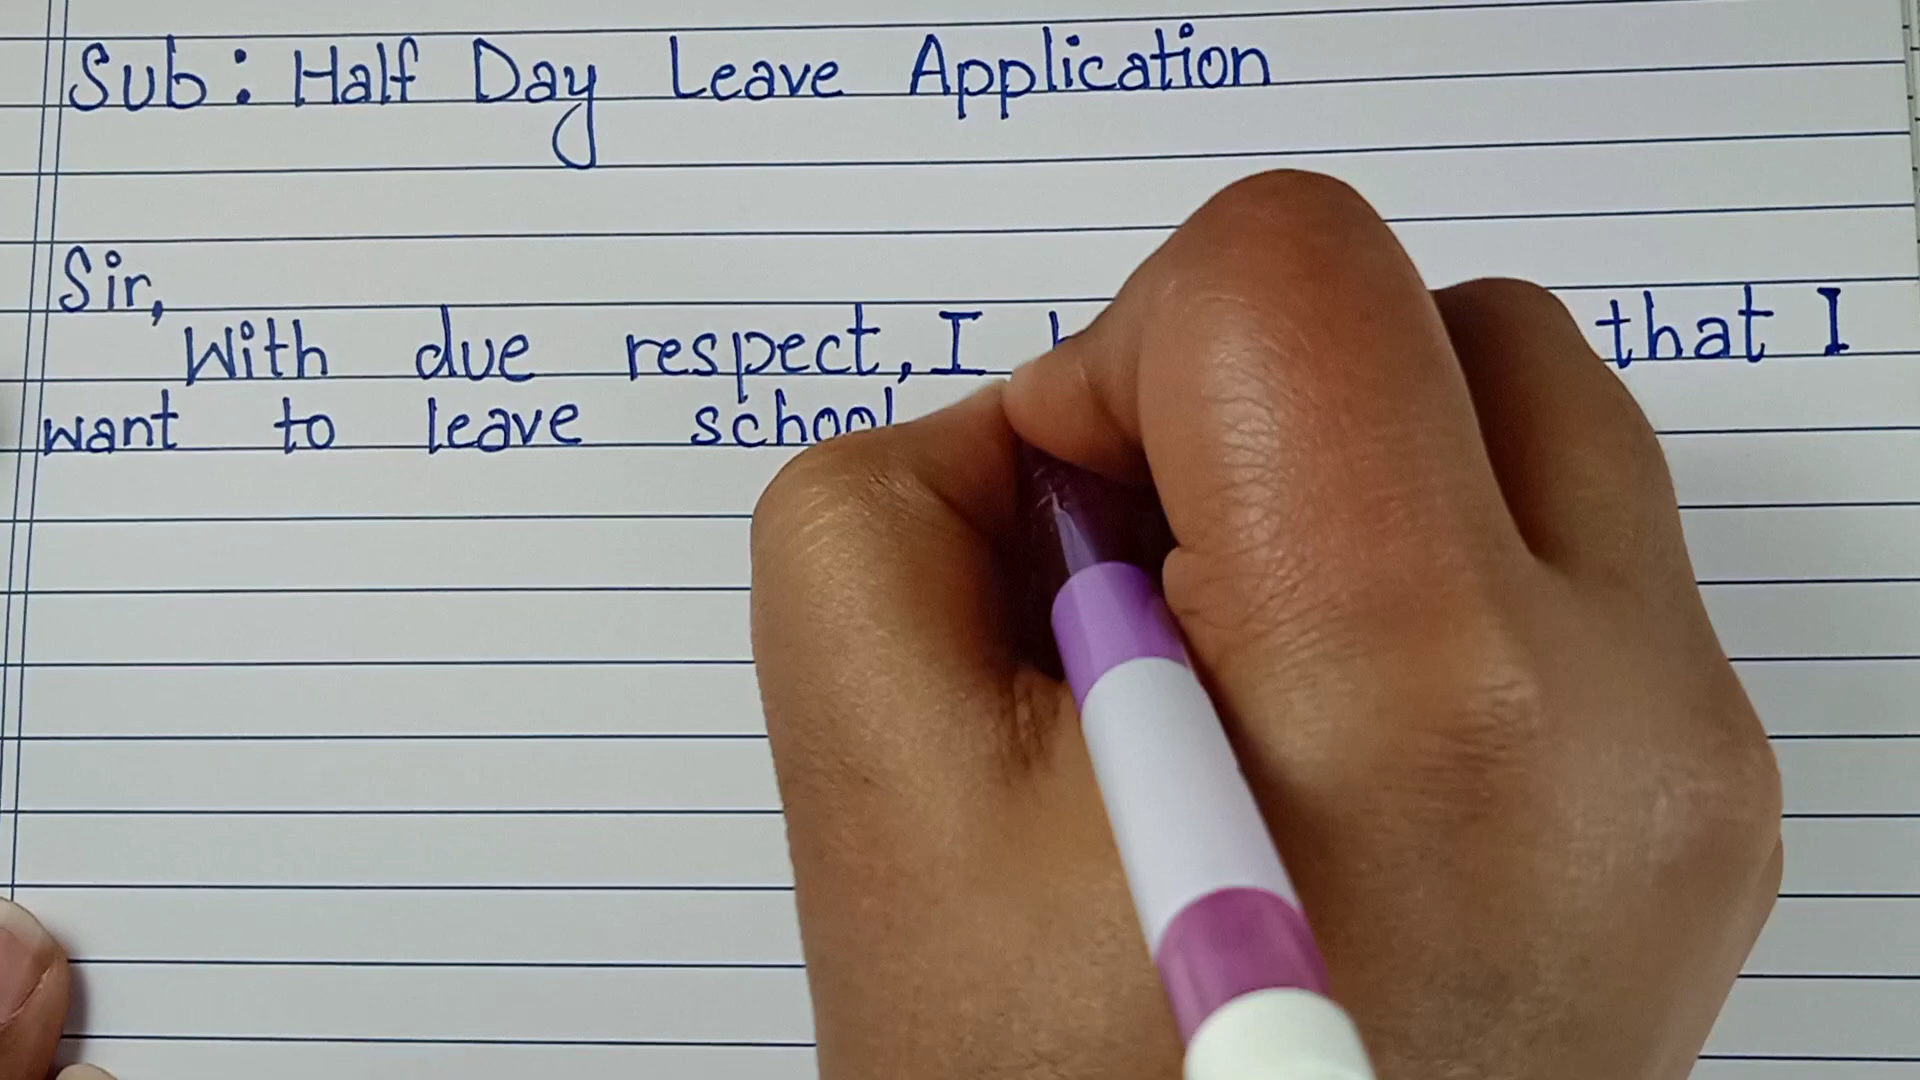 Sub: Half Day Leave Application
Sir,
With due respect, I that I
want to leave school